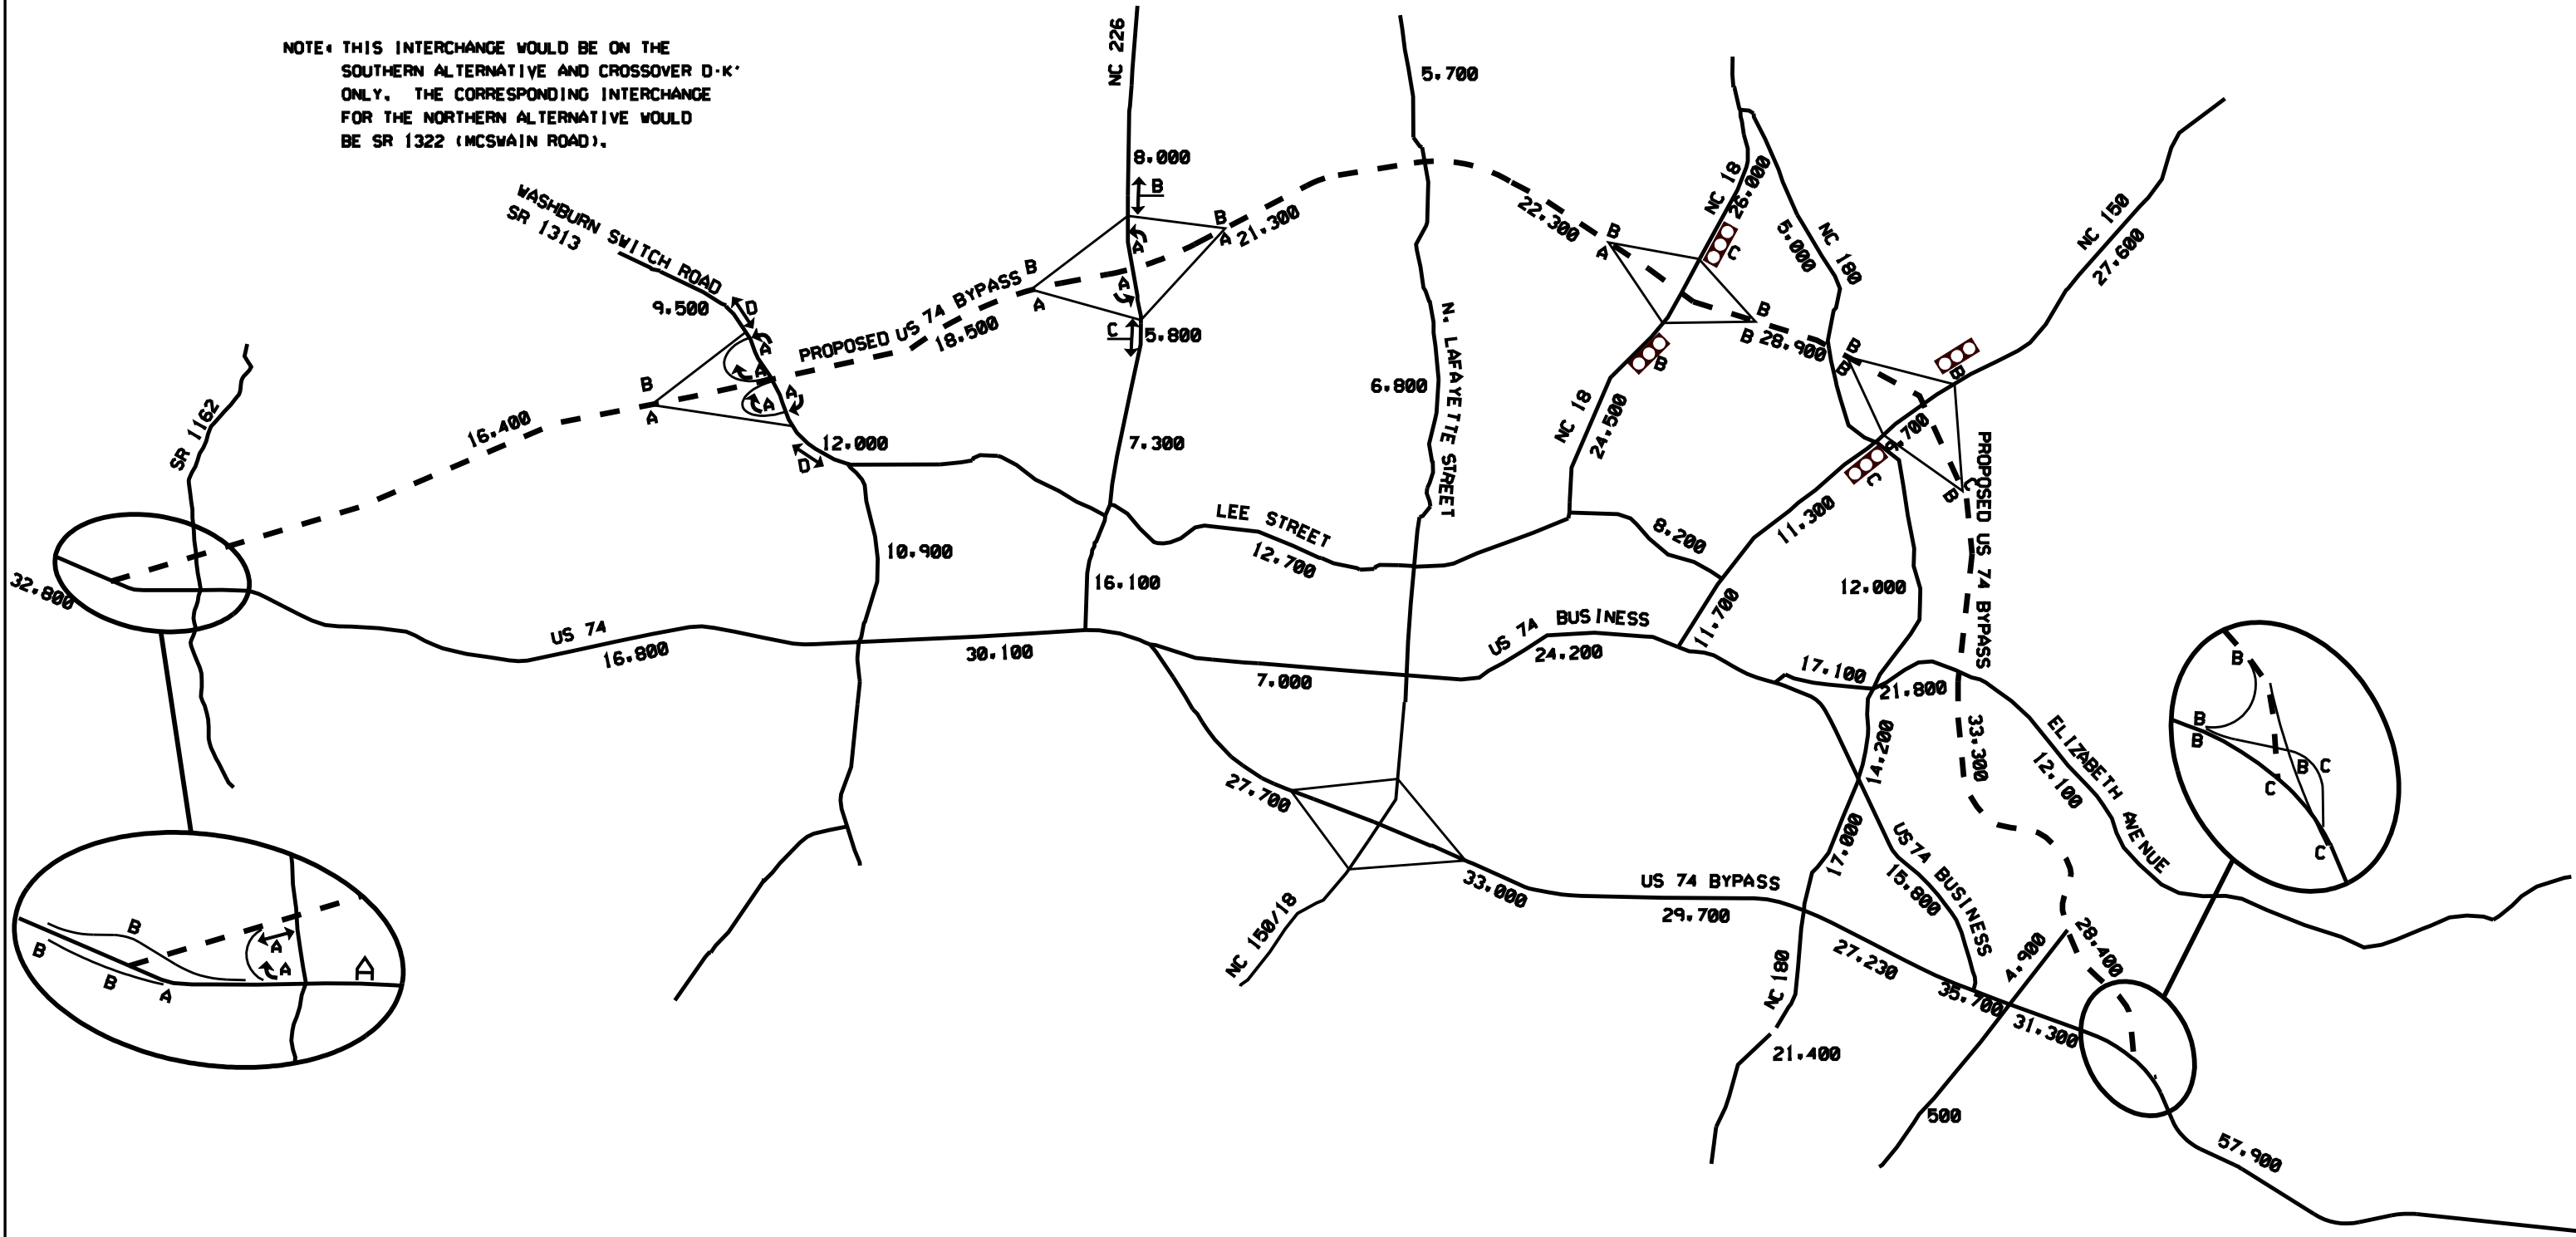 NOTE: THIS INTERCHANGE WOULD BE ON THE
SOUTHERN ALTERNATIVE AND CROSSOVER D-K'
ONLY. THE CORRESPONDING INTERCHANGE
FOR THE NORTHERN ALTERNATIVE WOULD
BE SR 1322 (MCSWAIN ROAD).
NC 226
5,700
8,000
B
WASHBURN SWITCH ROAD
SR 1313
9,500
D
A
A
A
A
D
B
A
12,000
PROPOSED US 74 BYPASS
18,500
B
A
A
A
B
A
21,300
C
5,800
7,300
6,800
N. LAFAYETTE STREET
22,300
B
A
NC 18
26,000
C
B
B
B
28,900
5,000
NC 180
B
B
NC 150
27,600
B
9,700
C
C
B
PROPOSED US 74 BYPASS
NC 18
24,500
SR 1162
16,400
32,800
LEE STREET
12,700
8,200
11,300
10,900
16,100
11,700
12,000
US 74
16,800
30,100
7,000
US 74 BUSINESS
24,200
17,100
21,800
33,300
ELIZABETH AVENUE
12,100
14,200
17,000
27,700
33,000
US 74 BYPASS
29,700
NC 150/18
US 74 BUSINESS
15,800
27,230
NC 180
21,400
35,700
4,900
28,400
31,300
500
57,900
B
B
B
A
A
A
A
B
B
B
B
C
C
C